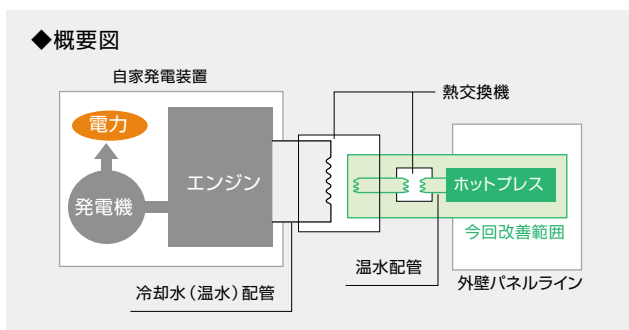 ◆概要図
自家発電装置
熱交換機
電力
エンジン
ホットプレス
発電機
今回改善範囲
温水配管
外壁パネルライン
冷却水(温水)配管